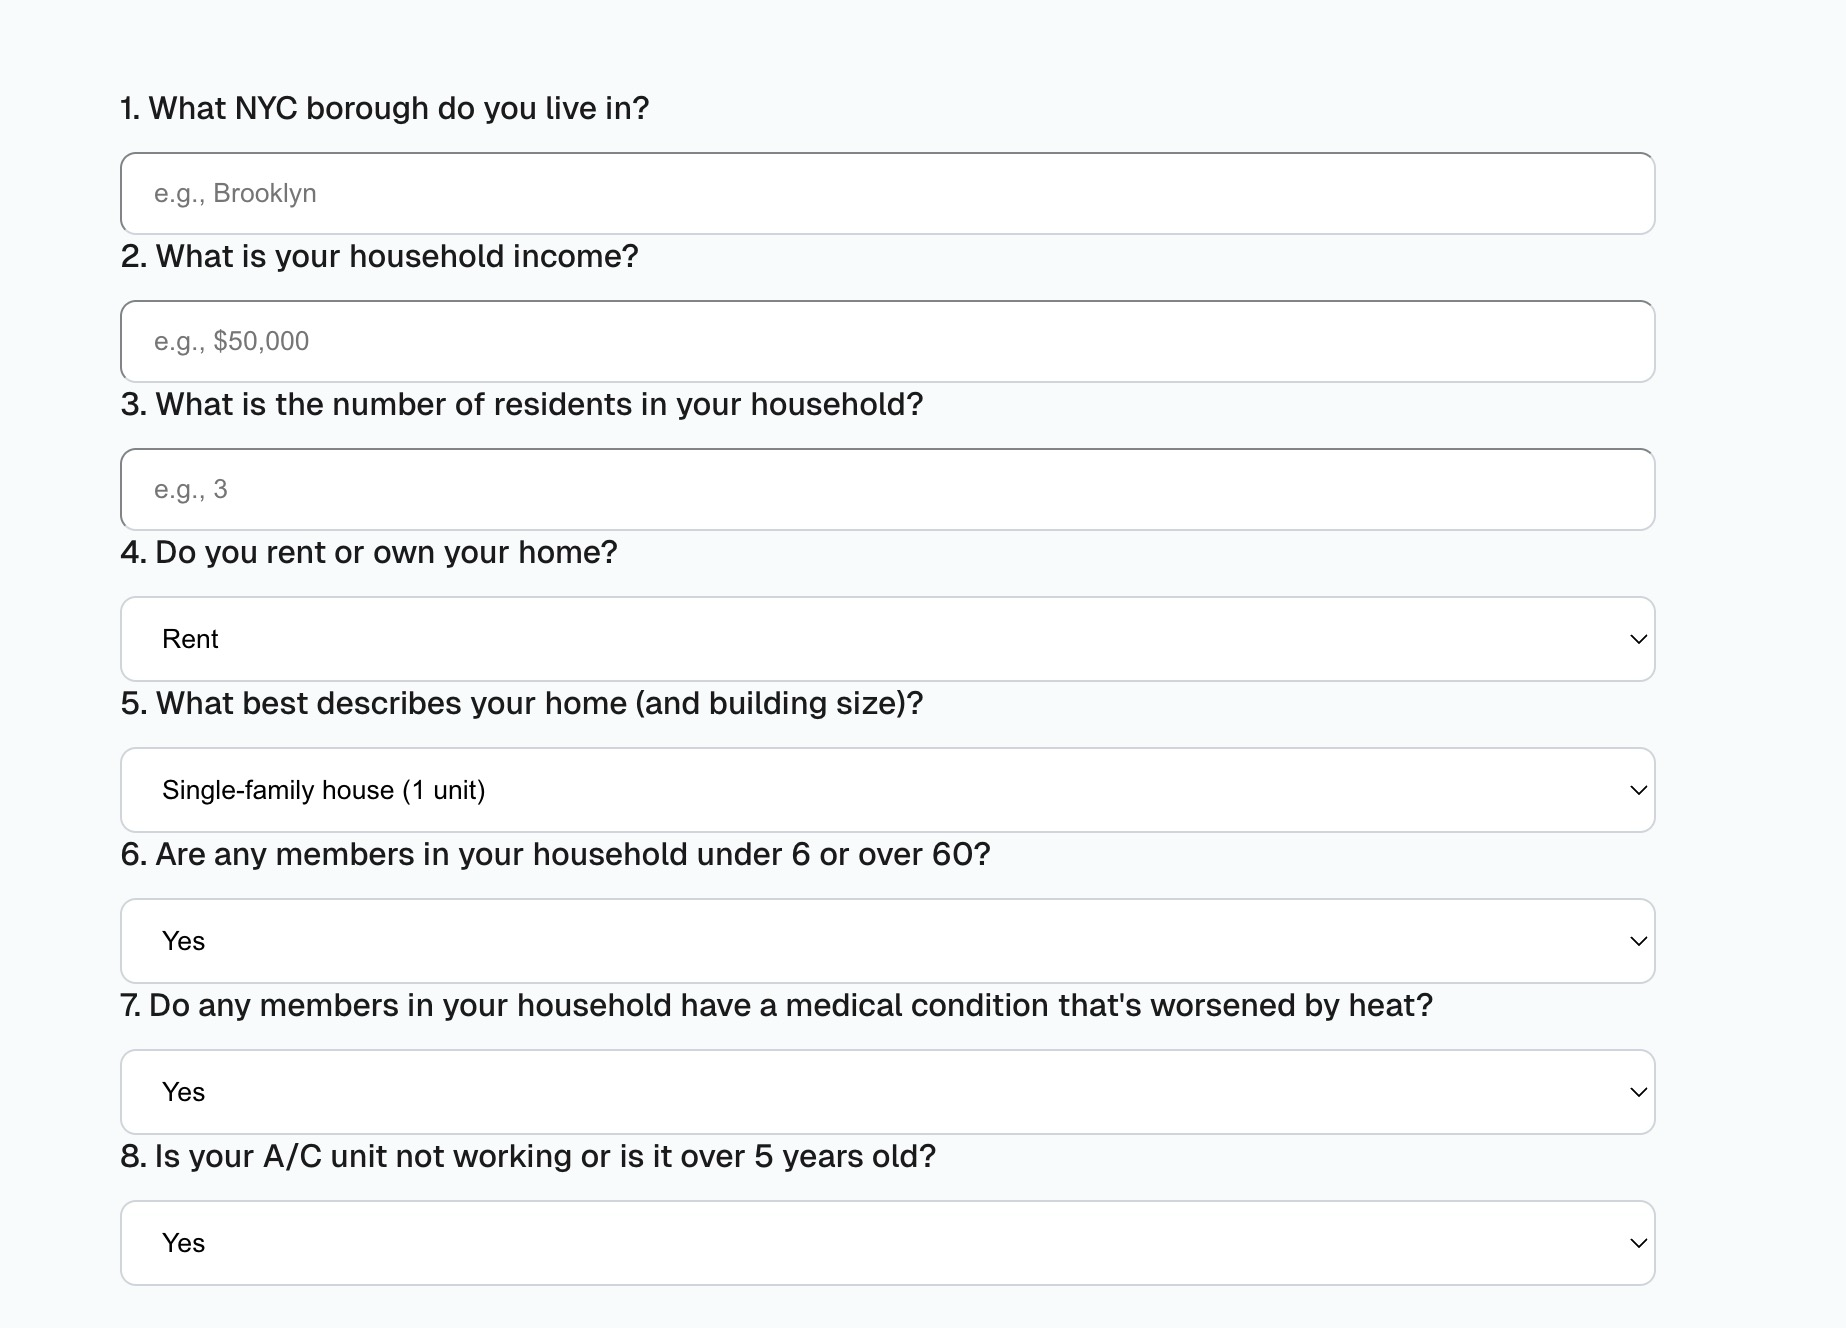 1. What NYC borough do you live in?
e.g., Brooklyn
2. What is your household income?
e.g., $50,000
3. What is the number of residents in your household?
e.g., 3
4. Do you rent or own your home?
Rent
5. What best describes your home (and building size)?
Single-family house (1 unit)
6. Are any members in your household under 6 or over 60?
Yes
7. Do any members in your household have a medical condition that's worsened by heat?
Yes
8. Is your A/C unit not working or is it over 5 years old?
Yes